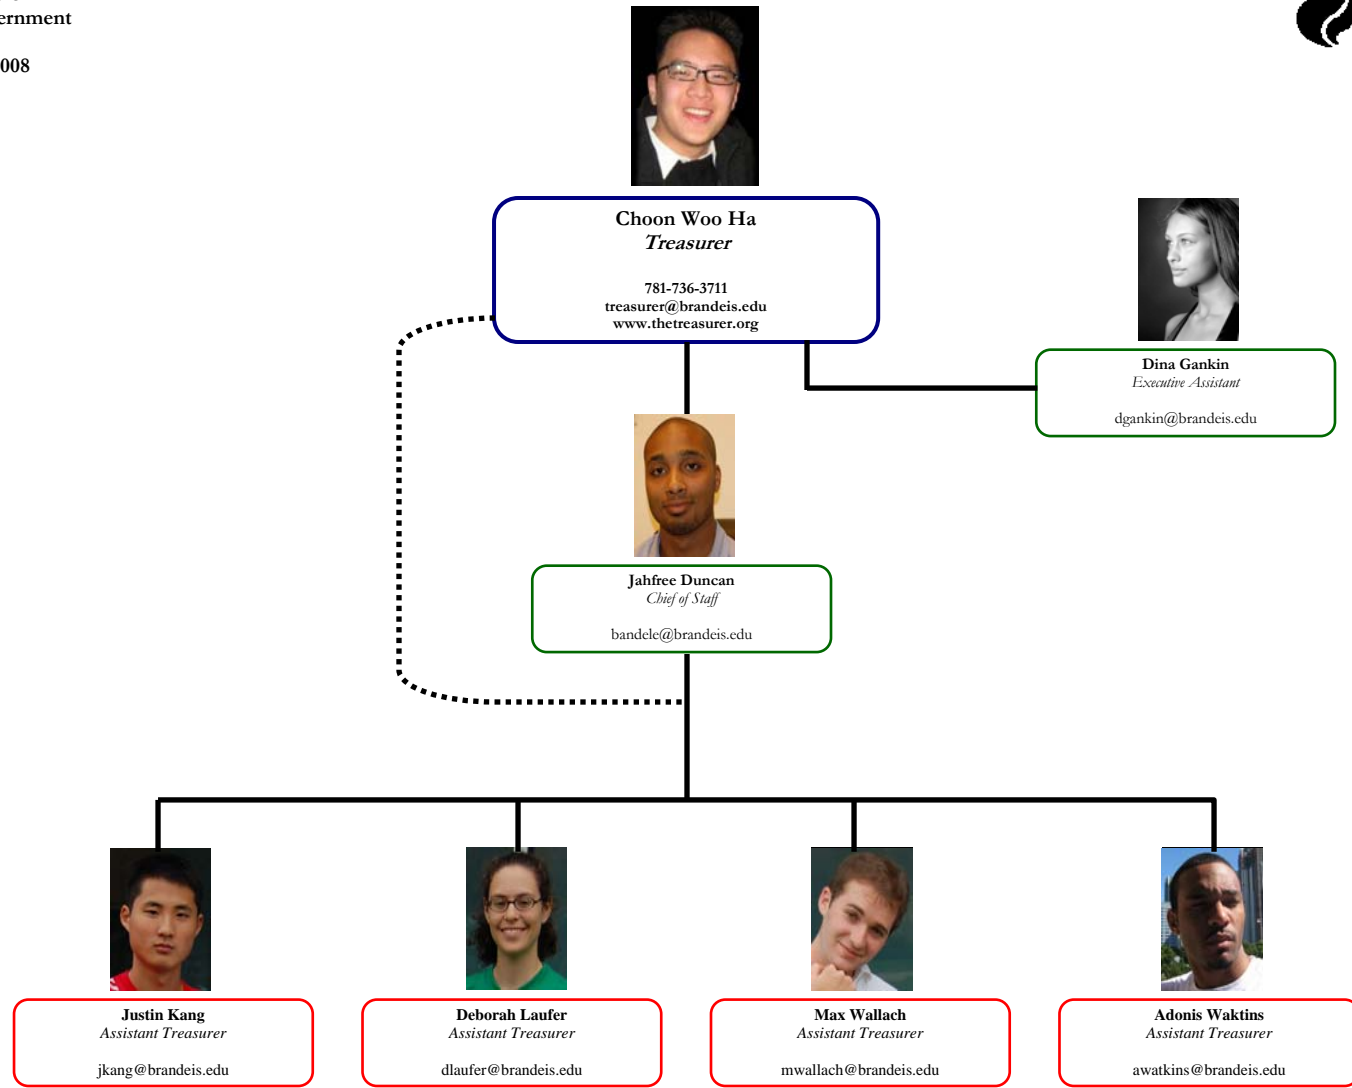 ernment
008
Choon Woo Ha
Treasurer
781-736-3711
treasurer@brandeis.edu
www.thetreasurer.org
Dina Gankin
Executive Assistant
dgankin@brandeis.edu
Jahfree Duncan
Chief of Staff
bandele@brandeis.edu
Justin Kang
Assistant Treasurer
jkang@brandeis.edu
Deborah Laufer
Assistant Treasurer
dlaufer@brandeis.edu
Max Wallach
Assistant Treasurer
mwallach@brandeis.edu
Adonis Waktins
Assistant Treasurer
awatkins@brandeis.edu